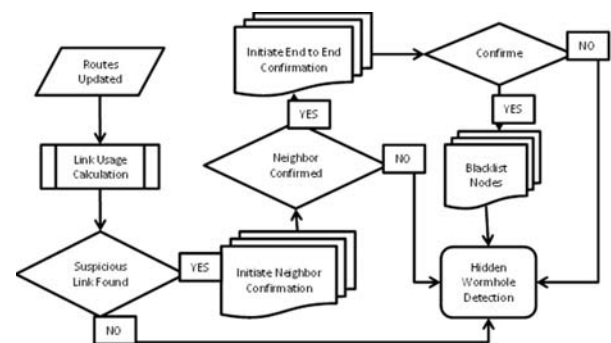 Routes
Updated
Link Usage
Calculation
Suspicious
Link Found
YES
NO
Initiate Neighbor
Confirmation
Neighbor
Confirmed
YES
NO
Initiate End to End
Confirmation
Confirme
NO
YES
Blacklist
Nodes
Hidden
Wormhole
Detection